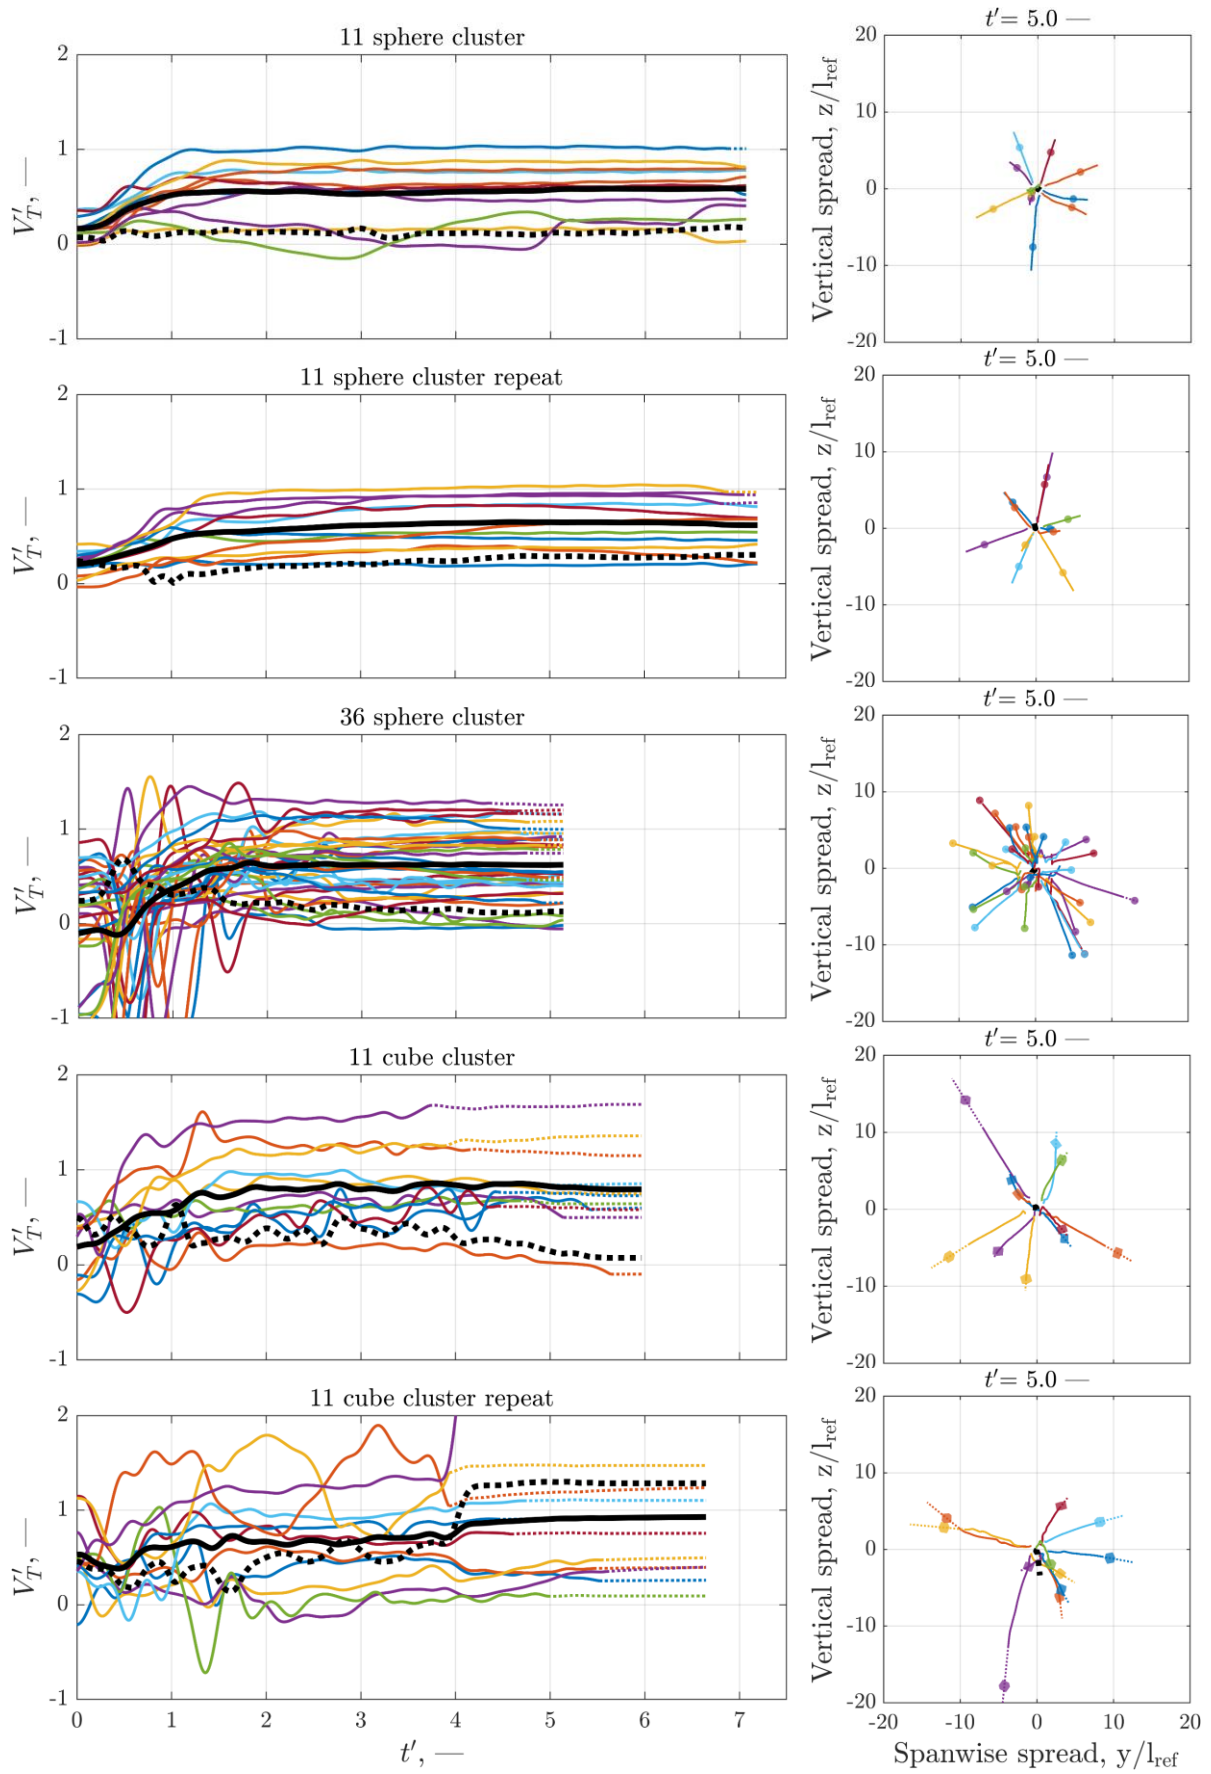 11 sphere cluster
t′= 5.0 —
2
1
0
-1
V′T, —
20
10
0
-10
-20
Vertical spread, z/lref
11 sphere cluster repeat
t′= 5.0 —
2
1
0
-1
V′T, —
20
10
0
-10
-20
Vertical spread, z/lref
36 sphere cluster
t′= 5.0 —
2
1
0
-1
V′T, —
20
10
0
-10
-20
Vertical spread, z/lref
11 cube cluster
t′= 5.0 —
2
1
0
-1
V′T, —
20
10
0
-10
-20
Vertical spread, z/lref
11 cube cluster repeat
t′= 5.0 —
2
1
0
-1
V′T, —
20
10
0
-10
-20
Vertical spread, z/lref
0 1 2 3 4 5 6 7
t′, —
-20 -10 0 10 20
Spanwise spread, y/lref